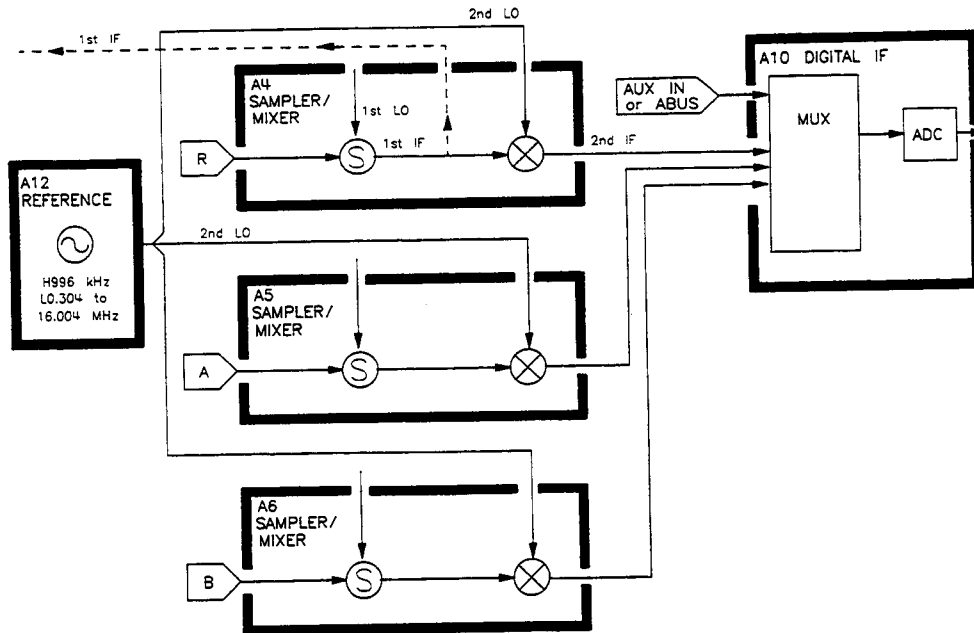 2nd LO
1st IF
A4
SAMPLER/
MIXER
1st LO
1st IF
R
2nd IF
A10 DIGITAL IF
AUX IN
or ABUS
MUX
ADC
A12
REFERENCE
H996 kHz
L0.304 to
16.004 MHz
2nd LO
A5
SAMPLER/
MIXER
S
A
A6
SAMPLER/
MIXER
S
B
S